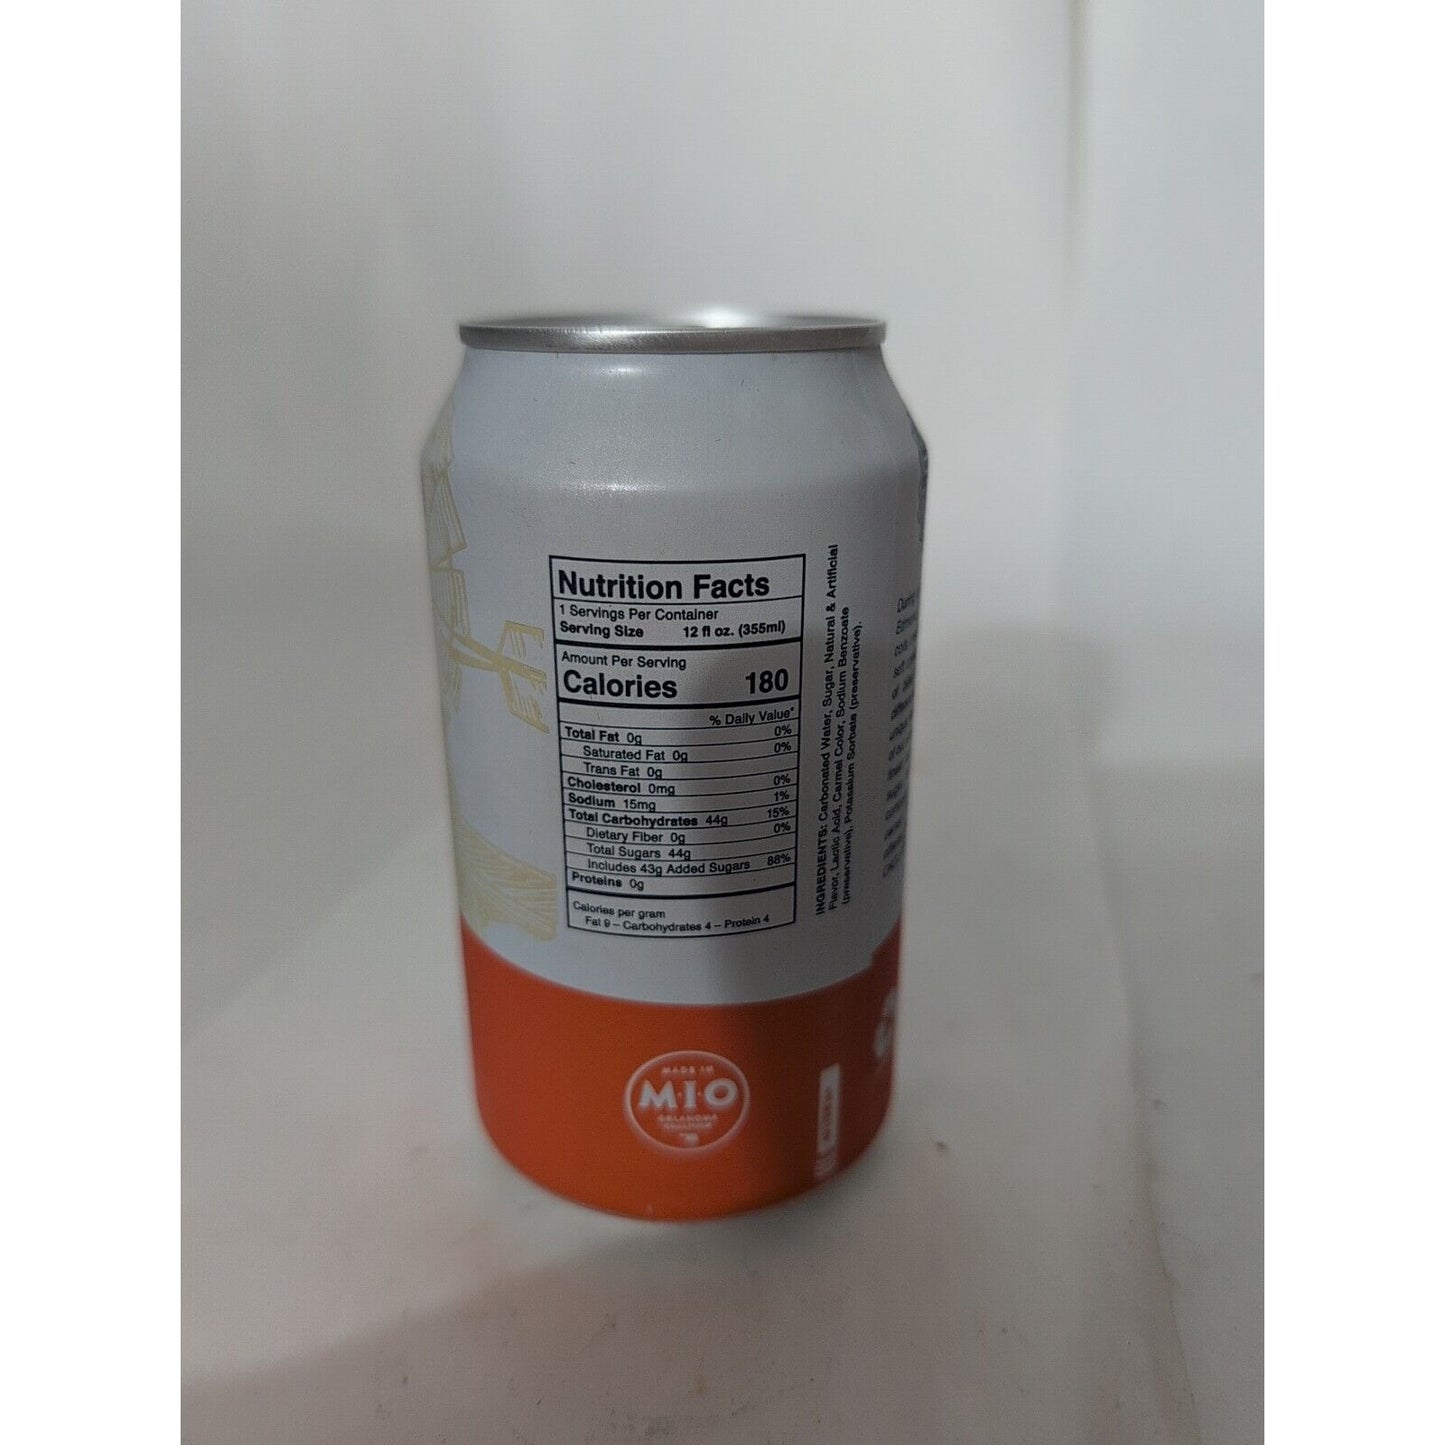 Nutrition Facts
1 Servings Per Container
Serving Size 12 fl oz. (355ml)
Amount Per Serving
Calories 180
% Daily Value*
Total Fat 0g 0%
Saturated Fat 0g 0%
Trans Fat 0g
Cholesterol 0mg 0%
Sodium 15mg 1%
Total Carbohydrates 44g 15%
Dietary Fiber 0g 0%
Total Sugars 44g
Includes 43g Added Sugars 88%
Proteins 0g
Calories per gram
Fat 9 – Carbohydrates 4 – Protein 4
INGREDIENTS: Carbonated Water, Sugar, Natural & Artificial
Flavor, Lactic Acid, Carmel Color, Sodium Benzoate
(preservative), Potassium Sorbate (preservative).
MADE IN
M·I·O
OKLAHOMA